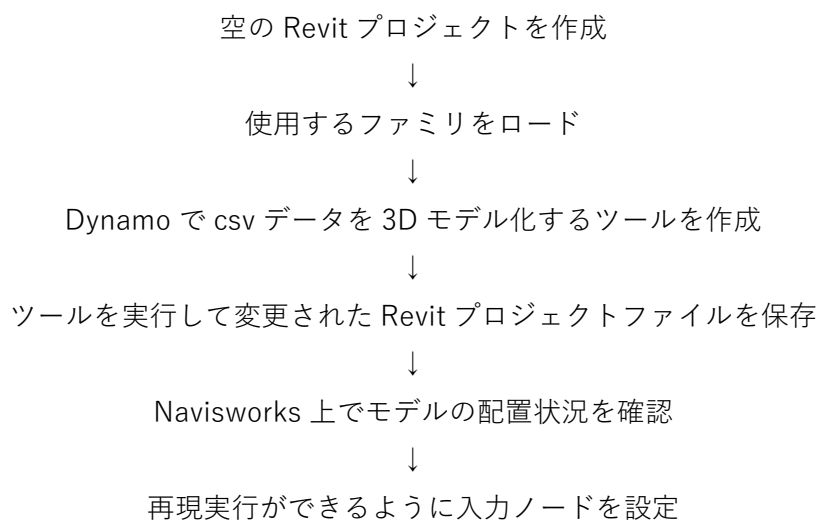 空の Revit プロジェクトを作成
↓
使用するファミリをロード
↓
Dynamo で csv データを 3D モデル化するツールを作成
↓
ツールを実行して変更された Revit プロジェクトファイルを保存
↓
Navisworks 上でモデルの配置状況を確認
↓
再現実行ができるように入力ノードを設定